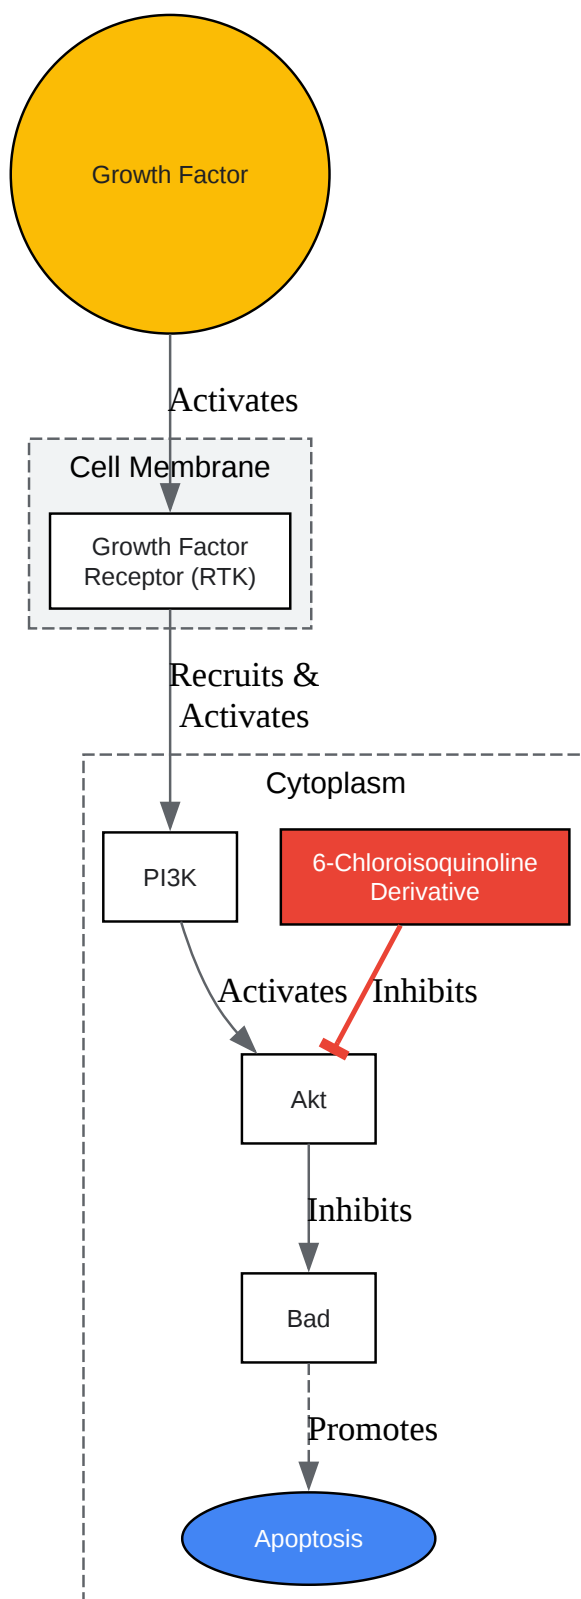 Growth Factor
Activates
Cell Membrane
Growth Factor
Receptor (RTK)
Recruits &
Activates
Cytoplasm
PI3K
6-Chloroisoquinoline
Derivative
Activates
Inhibits
Akt
Inhibits
Bad
Promotes
Apoptosis